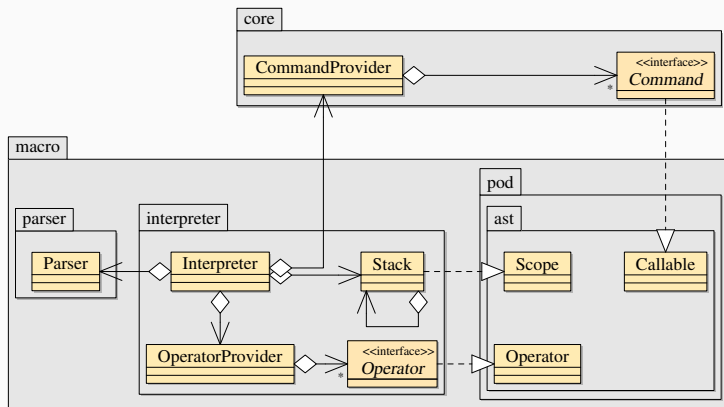 core
CommandProvider
<<interface>>
Command
*
macro
pod
parser
interpreter
ast
Parser
Interpreter
Stack
Scope
Callable
OperatorProvider
<<interface>>
Operator
*
Operator